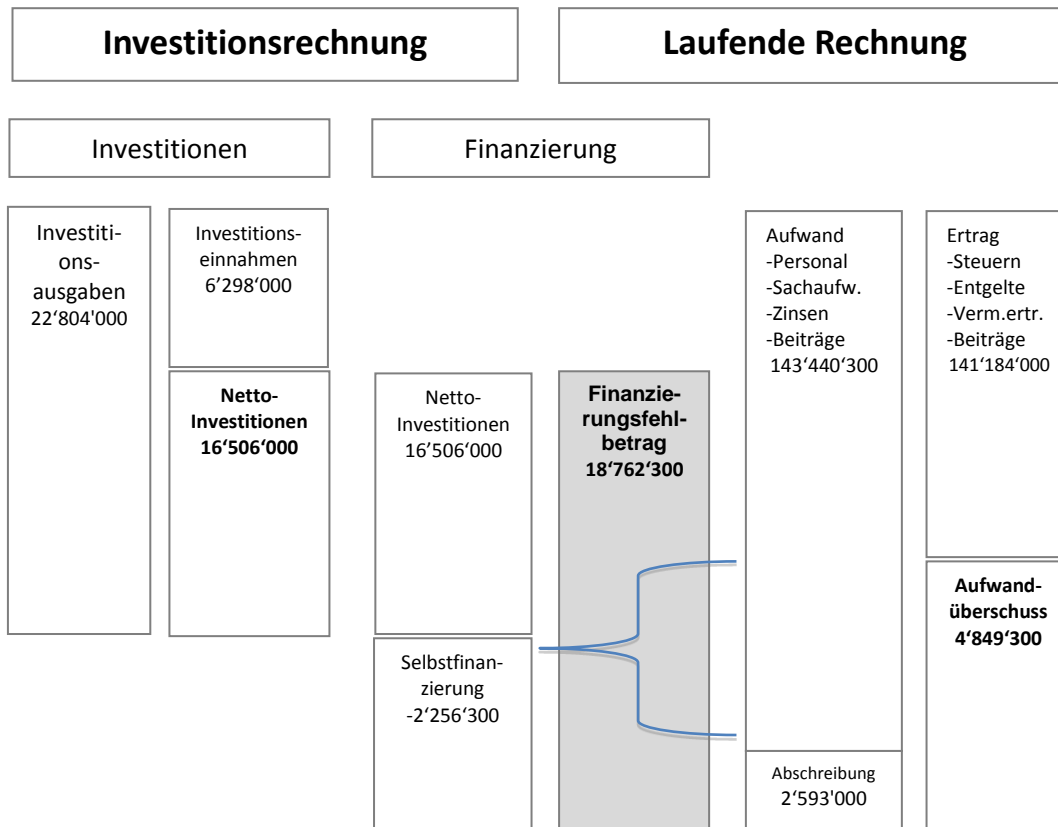 Investitionsrechnung
Laufende Rechnung
Investitionen
Finanzierung
Investiti-
ons-
ausgaben
22‘804'000
Investitions-
einnahmen
6’298‘000
Netto-
Investitionen
16‘506‘000
Netto-
Investitionen
16’506‘000
Selbstfinan-
zierung
-2‘256‘300
Finanzie-
rungsfehl-
betrag
18‘762‘300
Aufwand
-Personal
-Sachaufw.
-Zinsen
-Beiträge
143‘440‘300
Abschreibung
2‘593'000
Ertrag
-Steuern
-Entgelte
-Verm.ertr.
-Beiträge
141‘184‘000
Aufwand-
überschuss
4‘849‘300